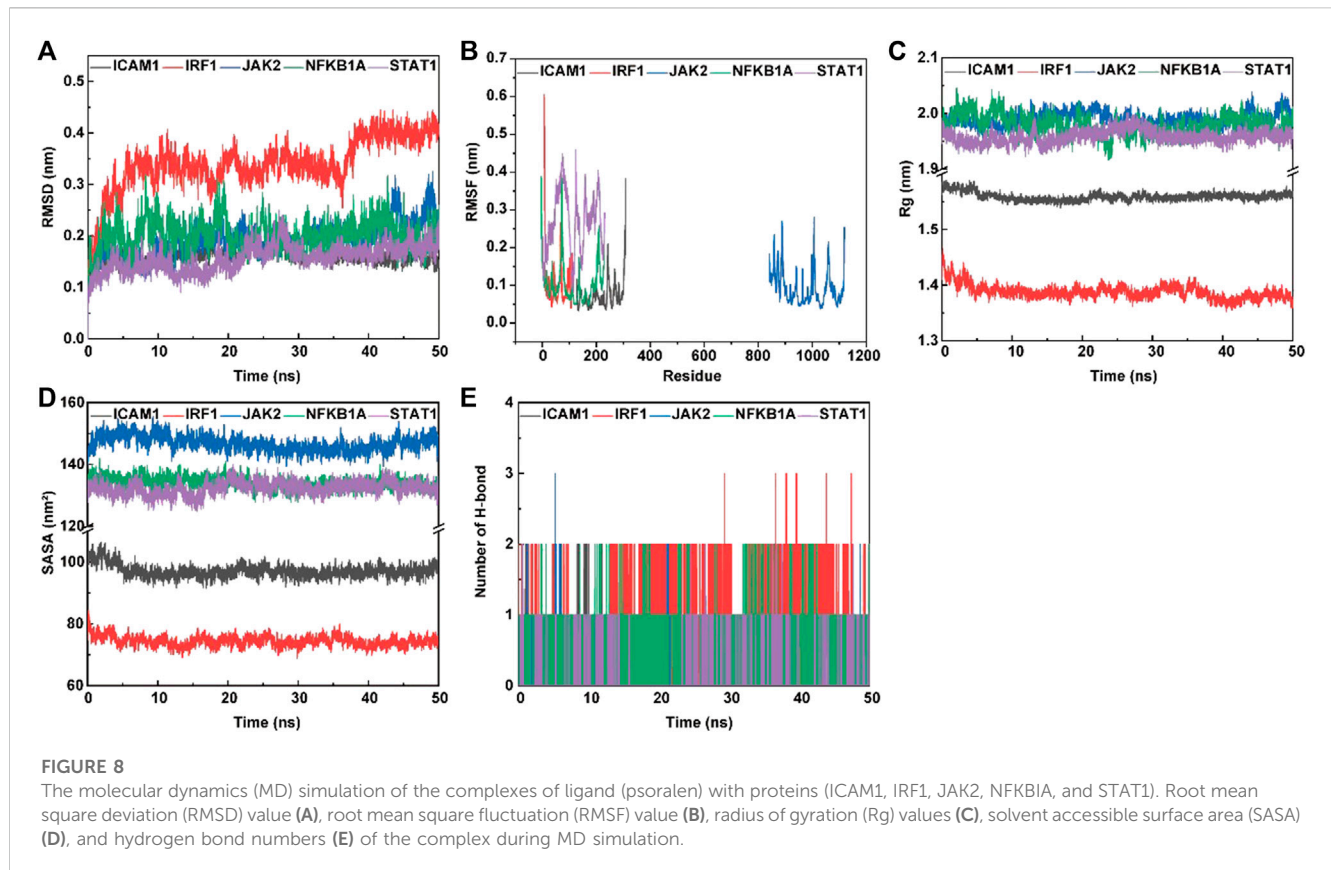 A
ICAM1 IRF1 JAK2 NFKB1A STAT1
0.5
0.4
0.3
0.2
0.1
0.0
RMSD (nm)
0 10 20 30 40 50
Time (ns)
B
ICAM1 IRF1 JAK2 NFKB1A STAT1
0.7
0.6
0.5
0.4
0.3
0.2
0.1
0.0
RMSF (nm)
0 200 400 600 800 1000 1200
Residue
C
ICAM1 IRF1 JAK2 NFKB1A STAT1
2.1
2.0
1.9
1.5
1.4
1.3
Rg (nm)
0 10 20 30 40 50
Time (ns)
D
ICAM1 IRF1 JAK2 NFKB1A STAT1
160
140
120
100
80
60
SASA (nm²)
0 10 20 30 40 50
Time (ns)
E
ICAM1 IRF1 JAK2 NFKB1A STAT1
4
3
2
1
0
Number of H-bond
0 10 20 30 40 50
Time (ns)
FIGURE 8
The molecular dynamics (MD) simulation of the complexes of ligand (psoralen) with proteins (ICAM1, IRF1, JAK2, NFKBIA, and STAT1). Root mean
square deviation (RMSD) value (A), root mean square fluctuation (RMSF) value (B), radius of gyration (Rg) values (C), solvent accessible surface area (SASA)
(D), and hydrogen bond numbers (E) of the complex during MD simulation.